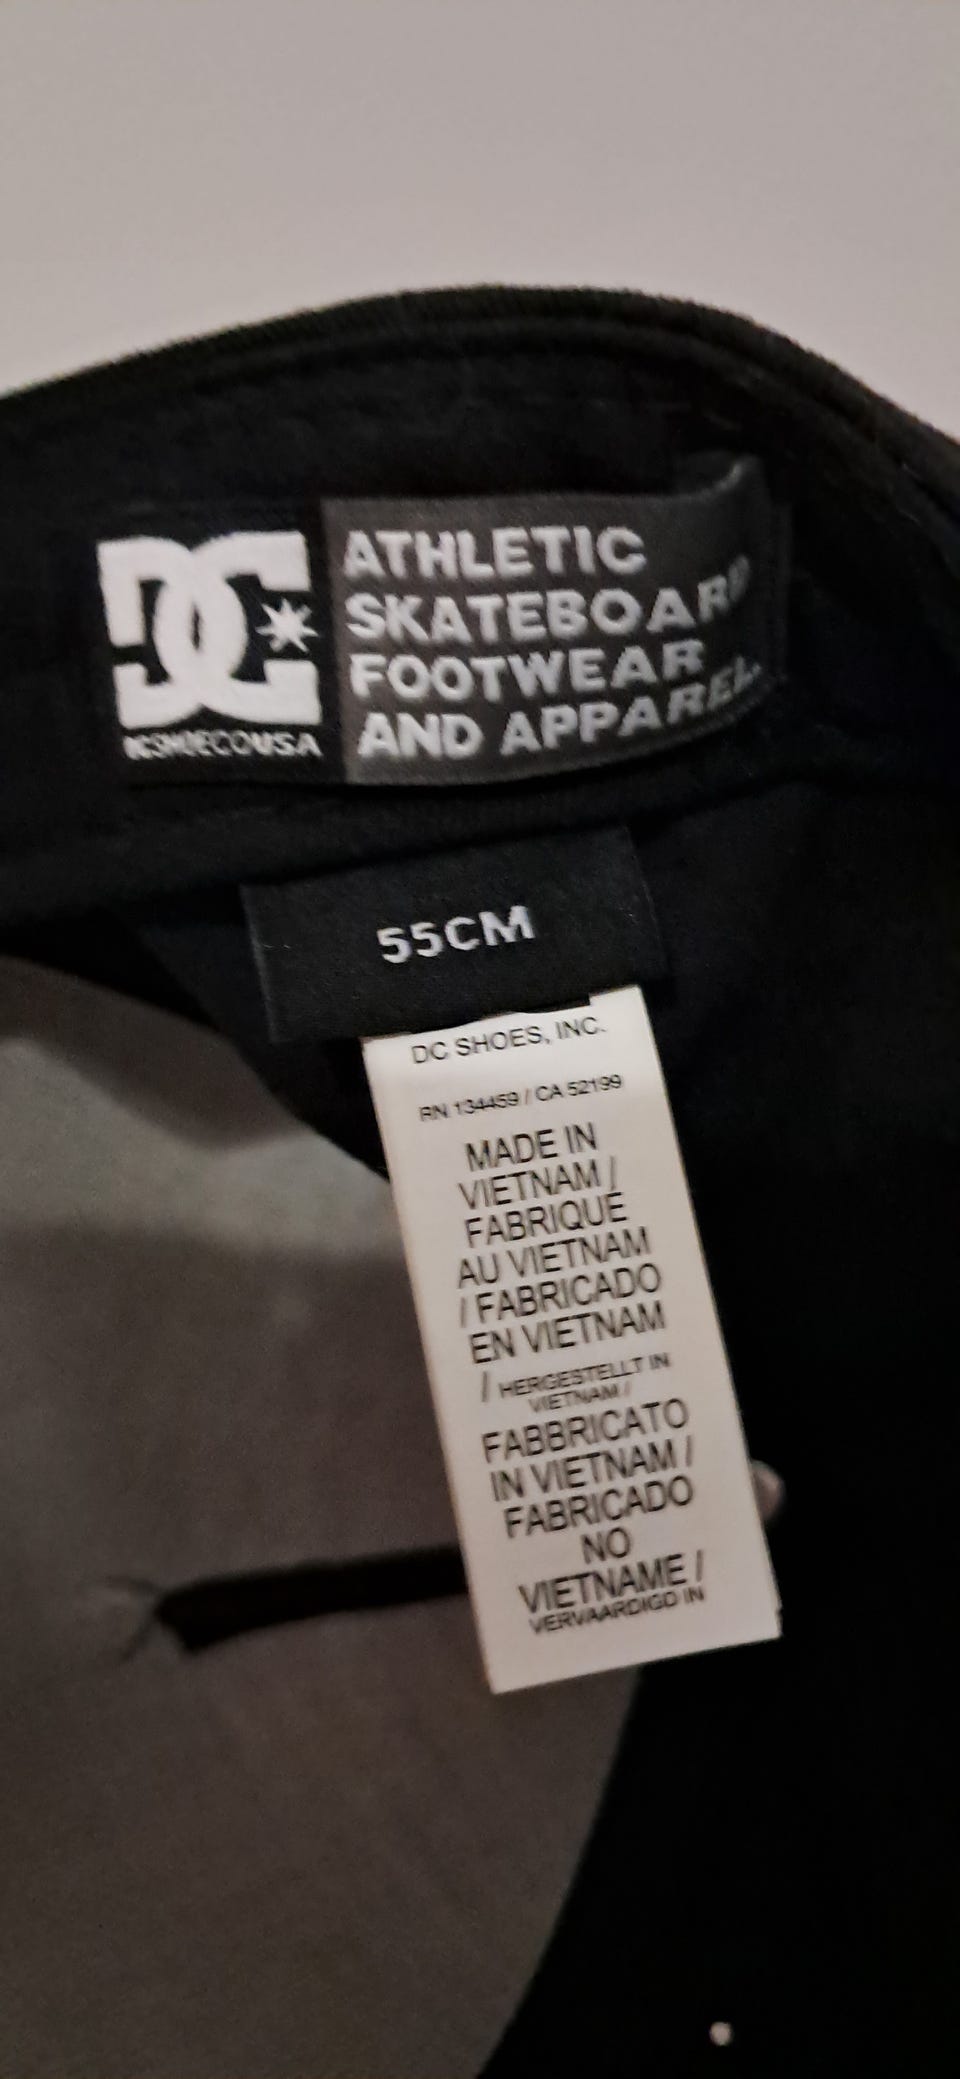 DC
DCSHOECOUSA
ATHLETIC
SKATEBOARD
FOOTWEAR
AND APPAREL.
55CM
DC SHOES, INC.
RN 134459 / CA 52199
MADE IN
VIETNAM /
FABRIQUÉ
AU VIETNAM
/ FABRICADO
EN VIETNAM
/ HERGESTELLT IN
VIETNAM /
FABBRICATO
IN VIETNAM /
FABRICADO
NO
VIETNAME /
VERVAARDIGD IN